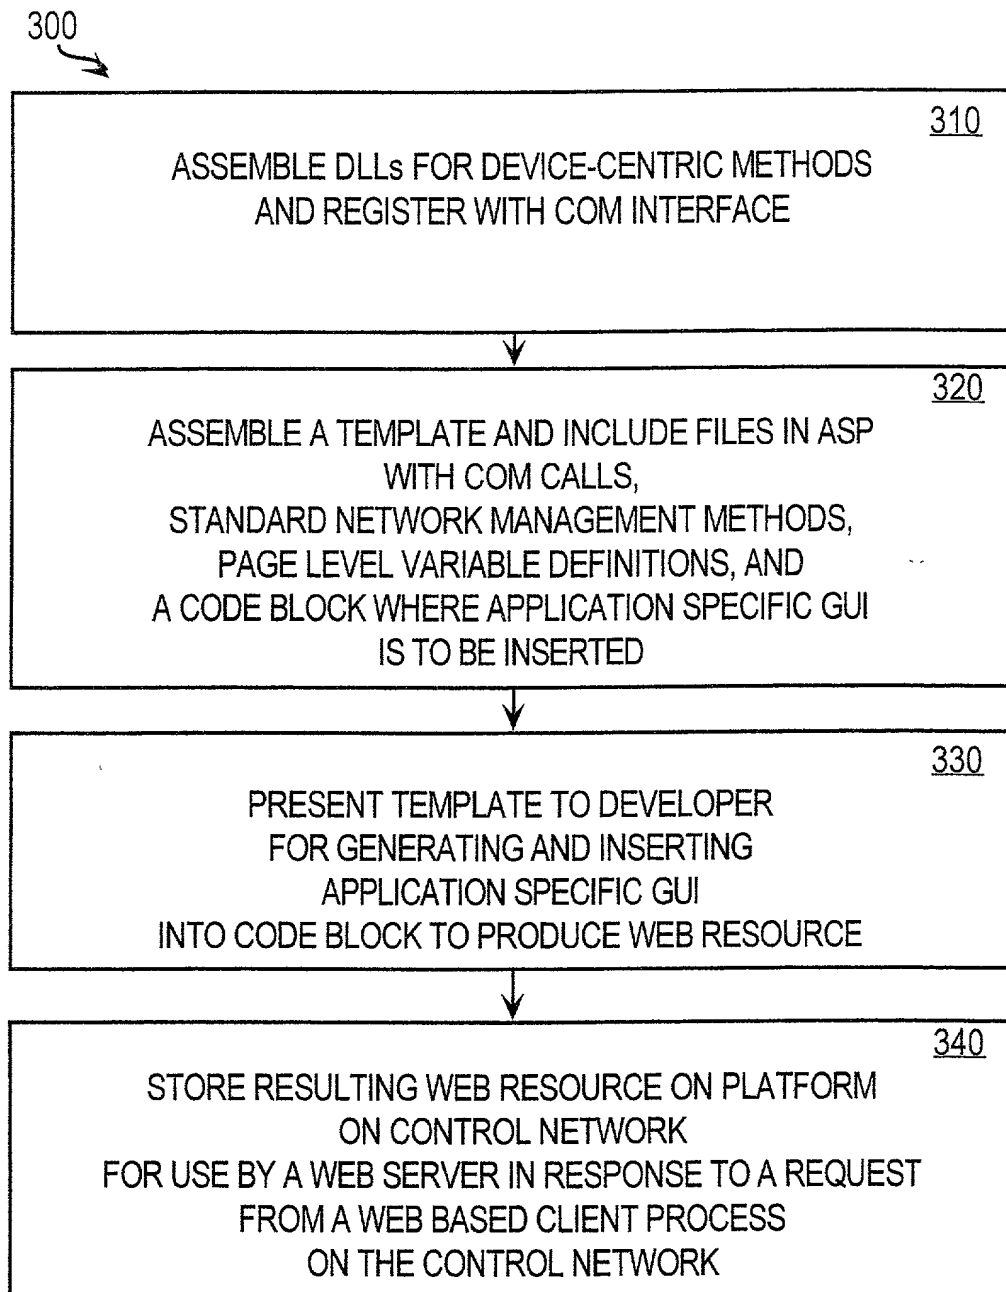 300
310
ASSEMBLE DLLs FOR DEVICE-CENTRIC METHODS
AND REGISTER WITH COM INTERFACE
320
ASSEMBLE A TEMPLATE AND INCLUDE FILES IN ASP
WITH COM CALLS,
STANDARD NETWORK MANAGEMENT METHODS,
PAGE LEVEL VARIABLE DEFINITIONS, AND
A CODE BLOCK WHERE APPLICATION SPECIFIC GUI
IS TO BE INSERTED
330
PRESENT TEMPLATE TO DEVELOPER
FOR GENERATING AND INSERTING
APPLICATION SPECIFIC GUI
INTO CODE BLOCK TO PRODUCE WEB RESOURCE
340
STORE RESULTING WEB RESOURCE ON PLATFORM
ON CONTROL NETWORK
FOR USE BY A WEB SERVER IN RESPONSE TO A REQUEST
FROM A WEB BASED CLIENT PROCESS
ON THE CONTROL NETWORK